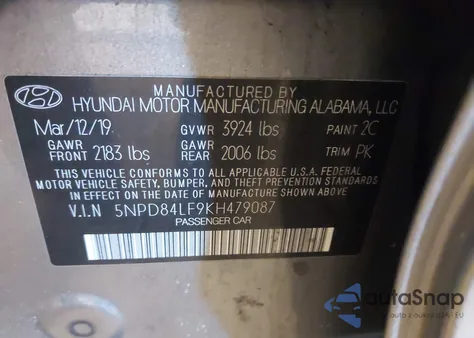 MANUFACTURED BY
HYUNDAI MOTOR MANUFACTURING ALABAMA, LLC
Mar/12/19 GVWR 3924 lbs PAINT 2C
GAWR FRONT 2183 lbs GAWR REAR 2006 lbs TRIM PK
THIS VEHICLE CONFORMS TO ALL APPLICABLE U.S.A. FEDERAL
MOTOR VEHICLE SAFETY, BUMPER, AND THEFT PREVENTION STANDARDS
IN EFFECT ON THE DATE OF MANUFACTURE SHOWN ABOVE.
V.I.N 5NPD84LF9KH479087
PASSENGER CAR
autaSnap